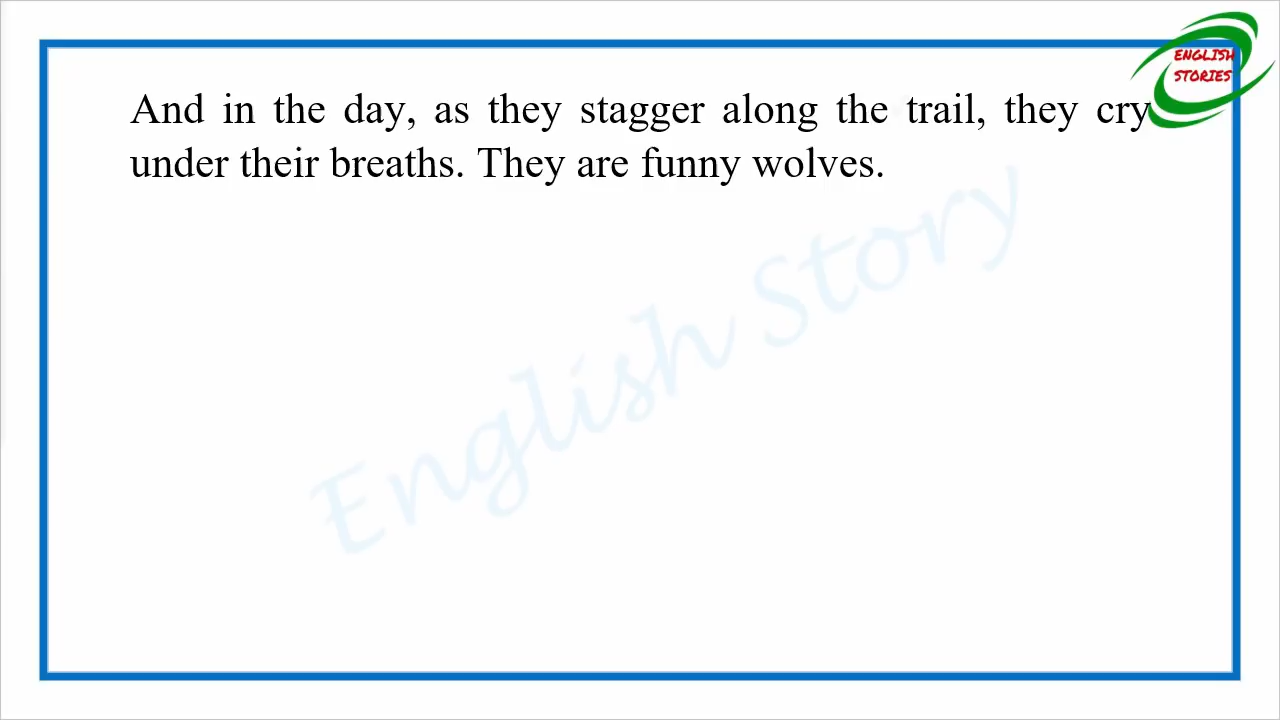 ENGLISH
STORIES
And in the day, as they stagger along the trail, they cry
under their breaths. They are funny wolves.
English Story